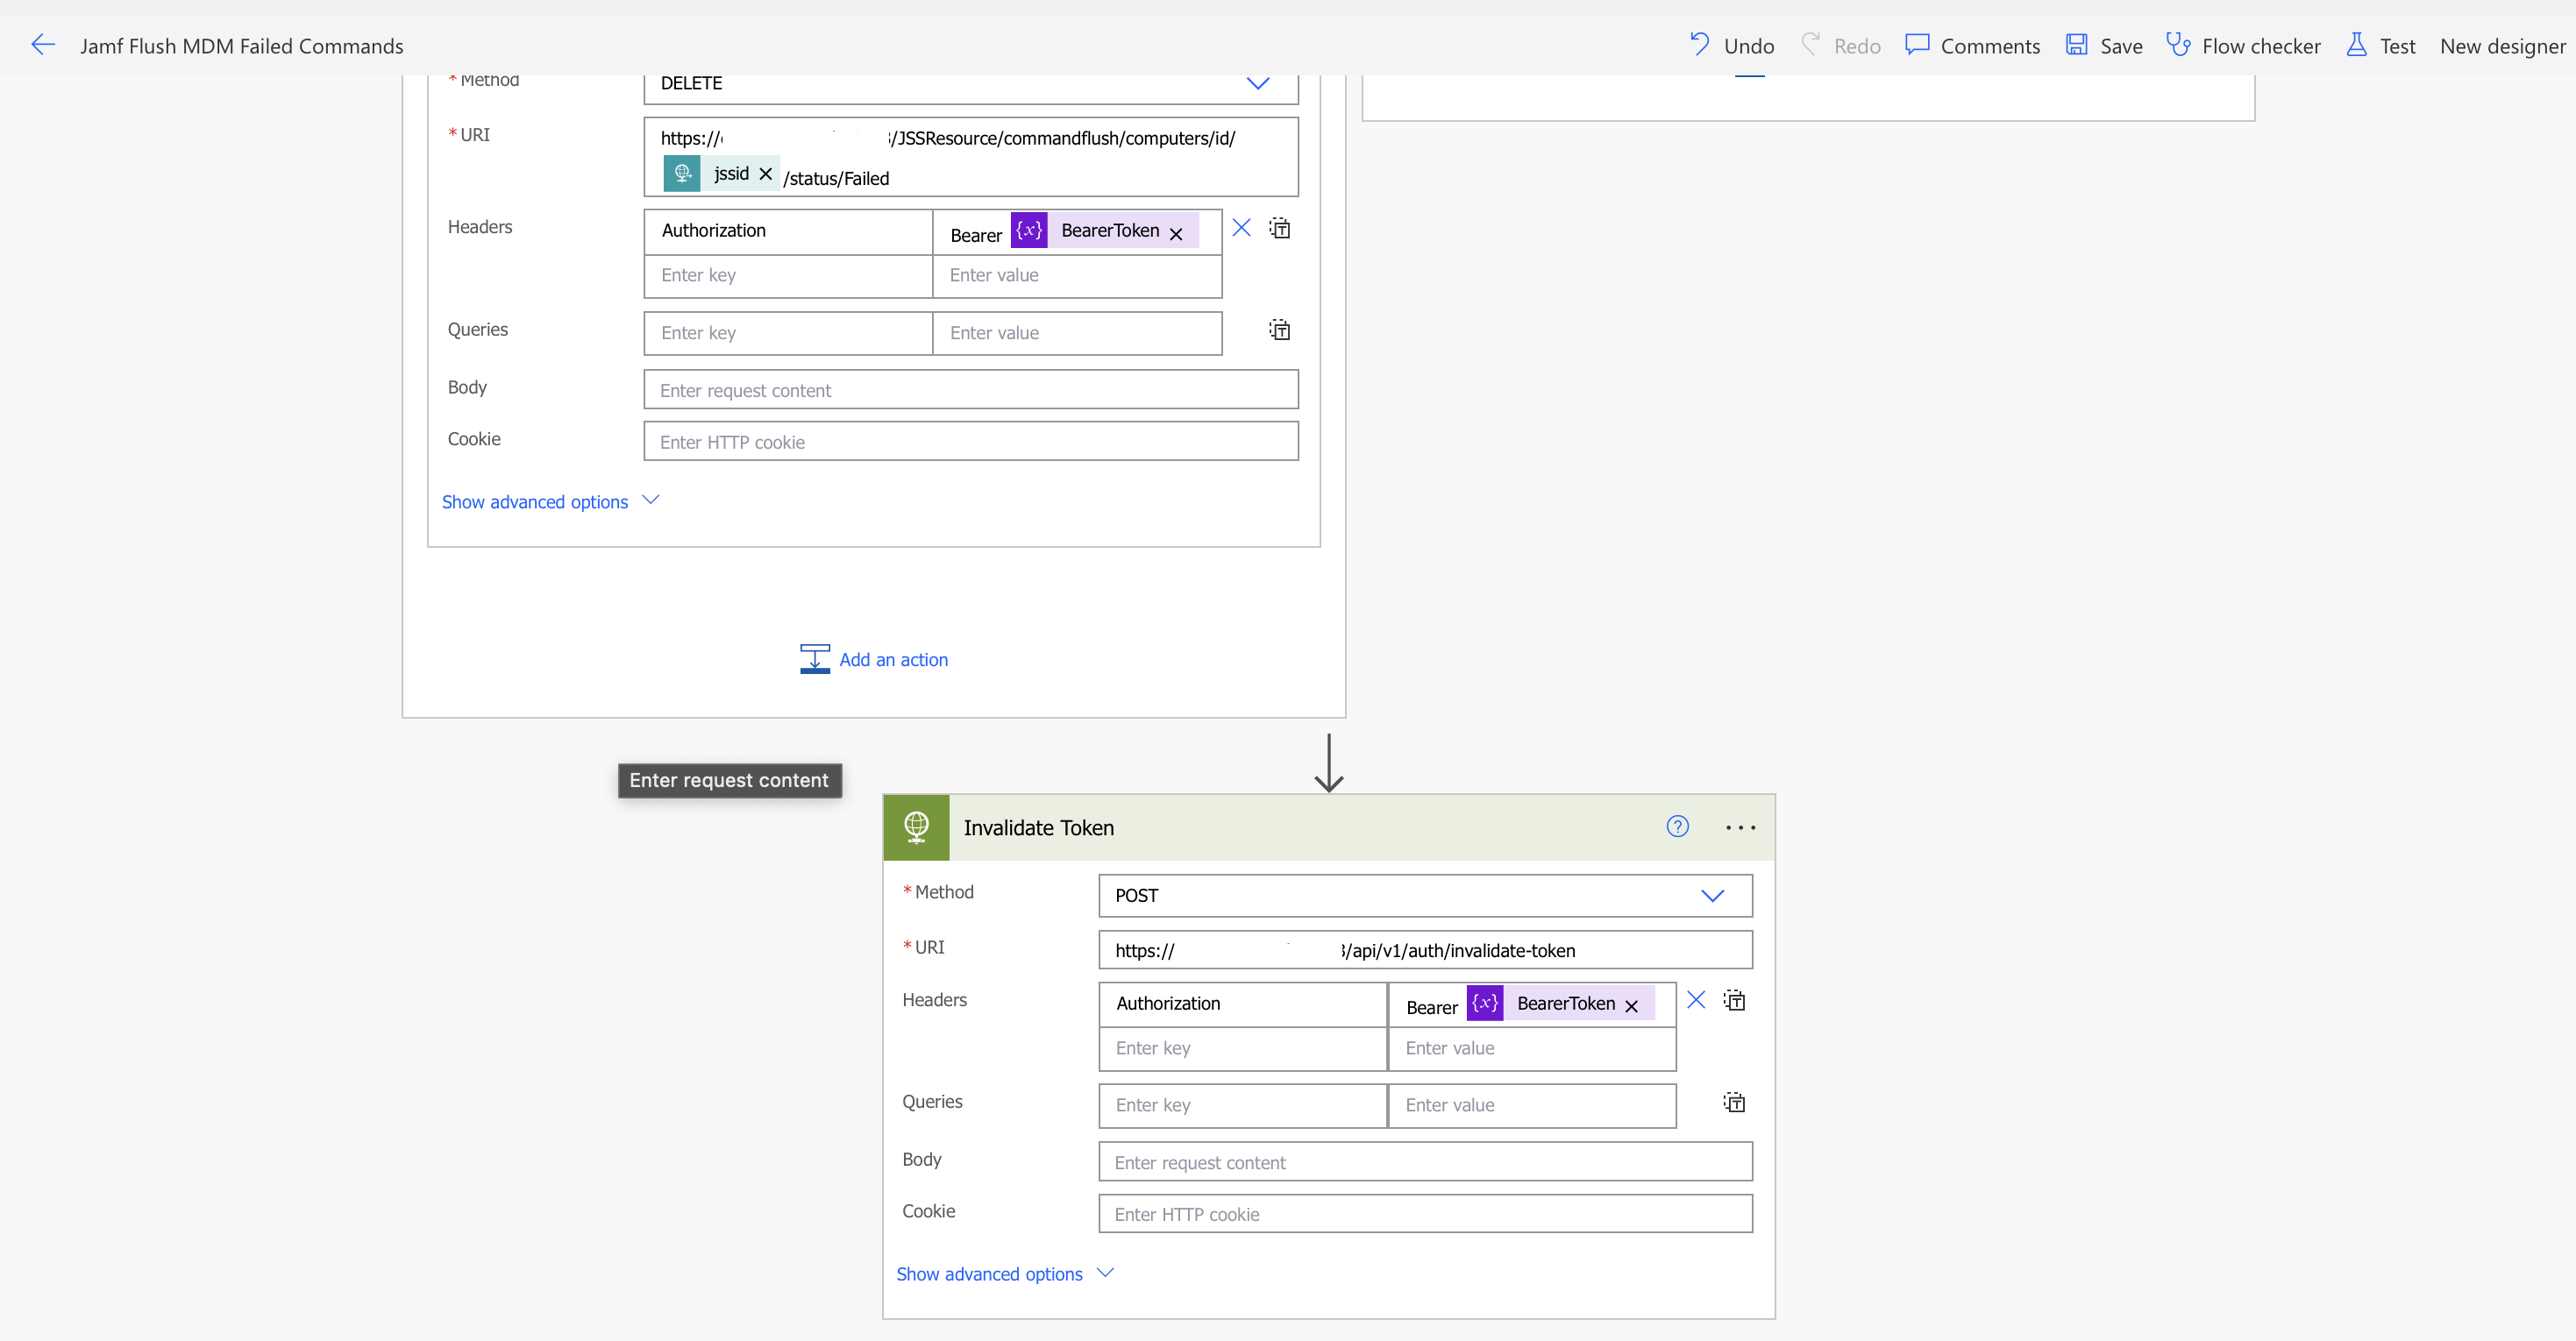 Jamf Flush MDM Failed Commands
Undo Redo Comments Save Flow checker Test New designer
* Method DELETE
* URI https:// /JSSResource/commandflush/computers/id/
jssid /status/Failed
Headers Authorization Bearer {x} BearerToken
Enter key Enter value
Queries Enter key Enter value
Body Enter request content
Cookie Enter HTTP cookie
Show advanced options
Add an action
Enter request content
Invalidate Token
* Method POST
* URI https:// /api/v1/auth/invalidate-token
Headers Authorization Bearer {x} BearerToken
Enter key Enter value
Queries Enter key Enter value
Body Enter request content
Cookie Enter HTTP cookie
Show advanced options